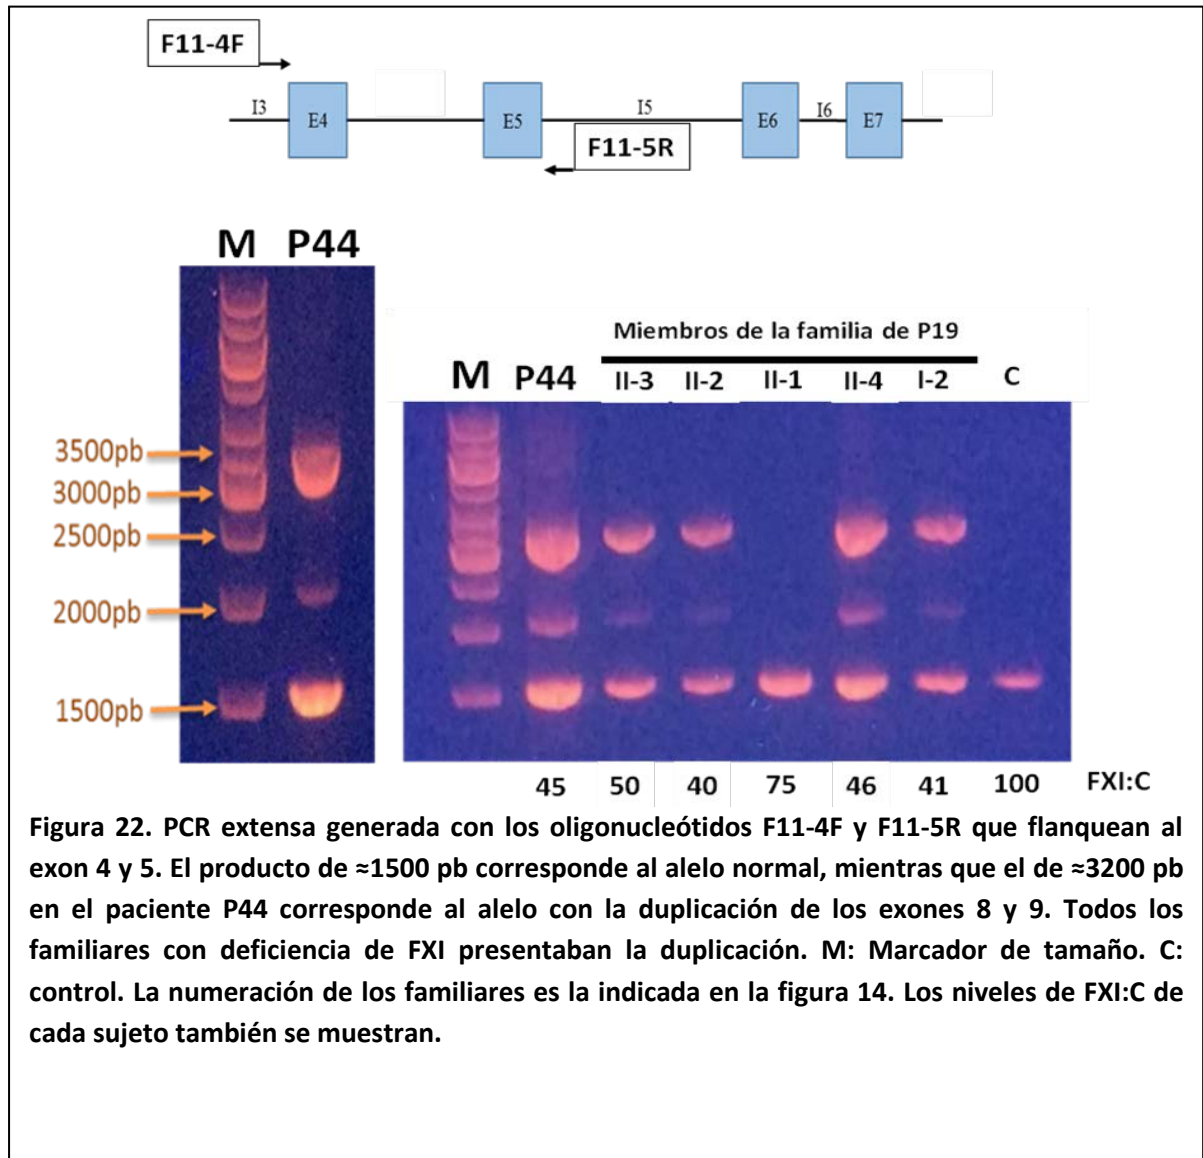 F11-4F
I3
E4
E5
I5
E6
I6
E7
F11-5R
M P44
3500pb
3000pb
2500pb
2000pb
1500pb
Miembros de la familia de P19
M P44 II-3 II-2 II-1 II-4 I-2 C
45 50 40 75 46 41 100 FXI:C
Figura 22. PCR extensa generada con los oligonucleótidos F11-4F y F11-5R que flanquean al
exon 4 y 5. El producto de ≈1500 pb corresponde al alelo normal, mientras que el de ≈3200 pb
en el paciente P44 corresponde al alelo con la duplicación de los exones 8 y 9. Todos los
familiares con deficiencia de FXI presentaban la duplicación. M: Marcador de tamaño. C:
control. La numeración de los familiares es la indicada en la figura 14. Los niveles de FXI:C de
cada sujeto también se muestran.